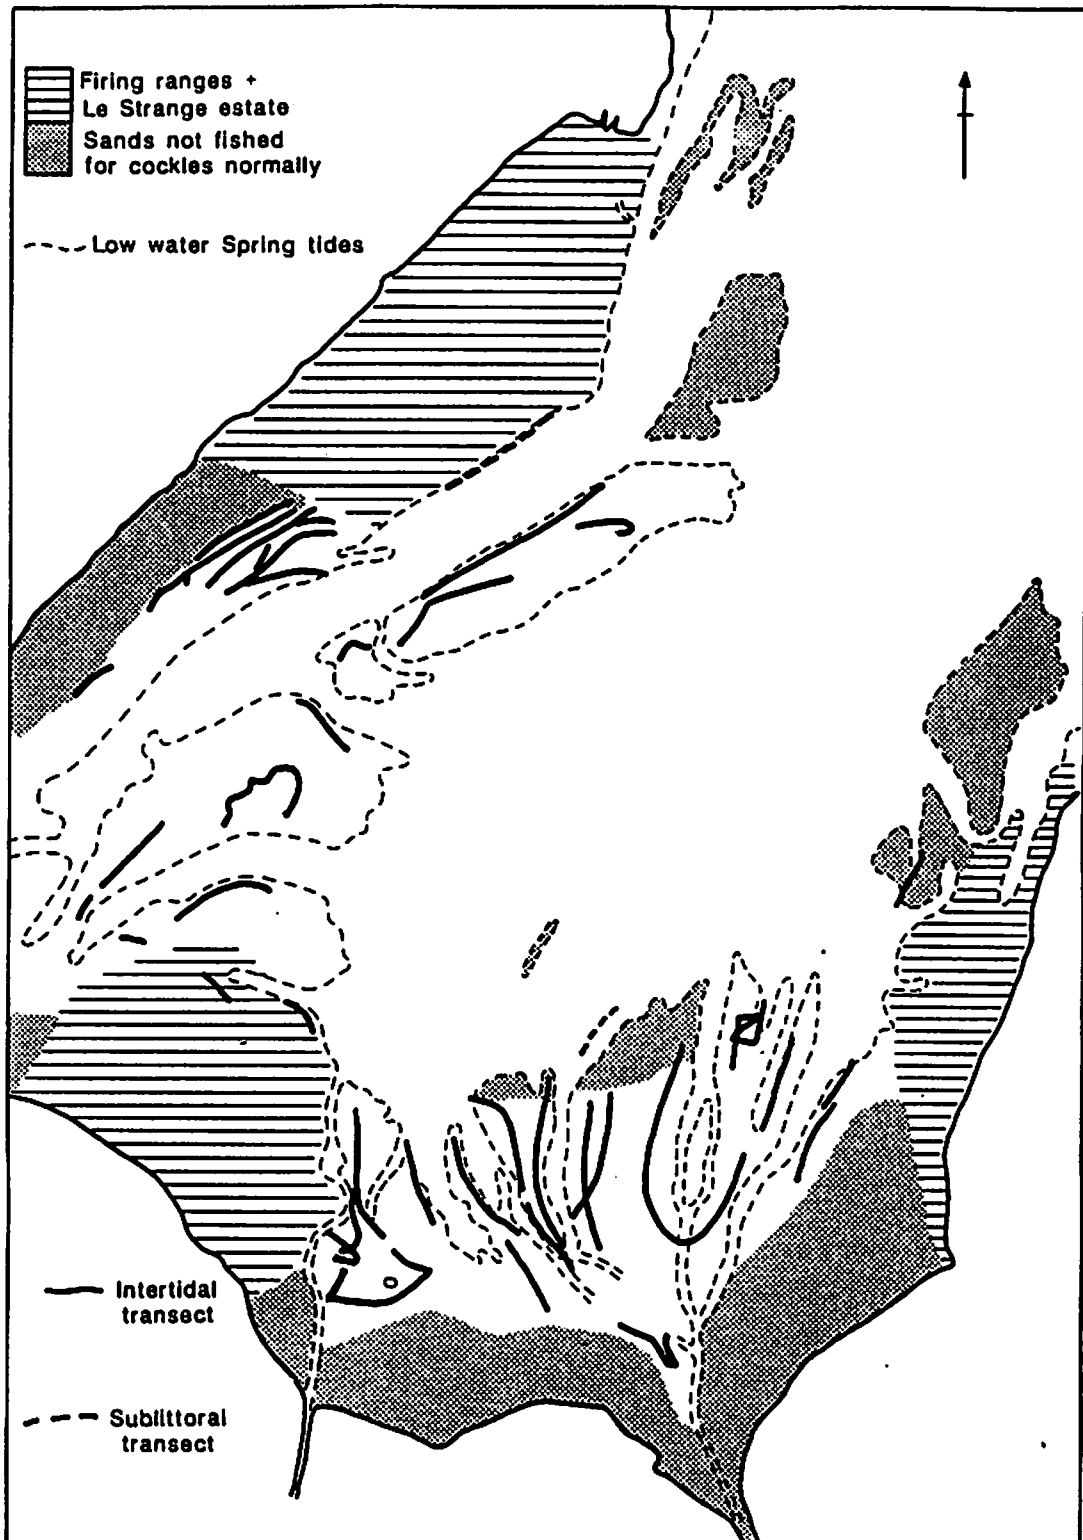 Firing ranges +
Le Strange estate
Sands not fished
for cockles normally
Low water Spring tides
Intertidal
transect
Sublittoral
transect